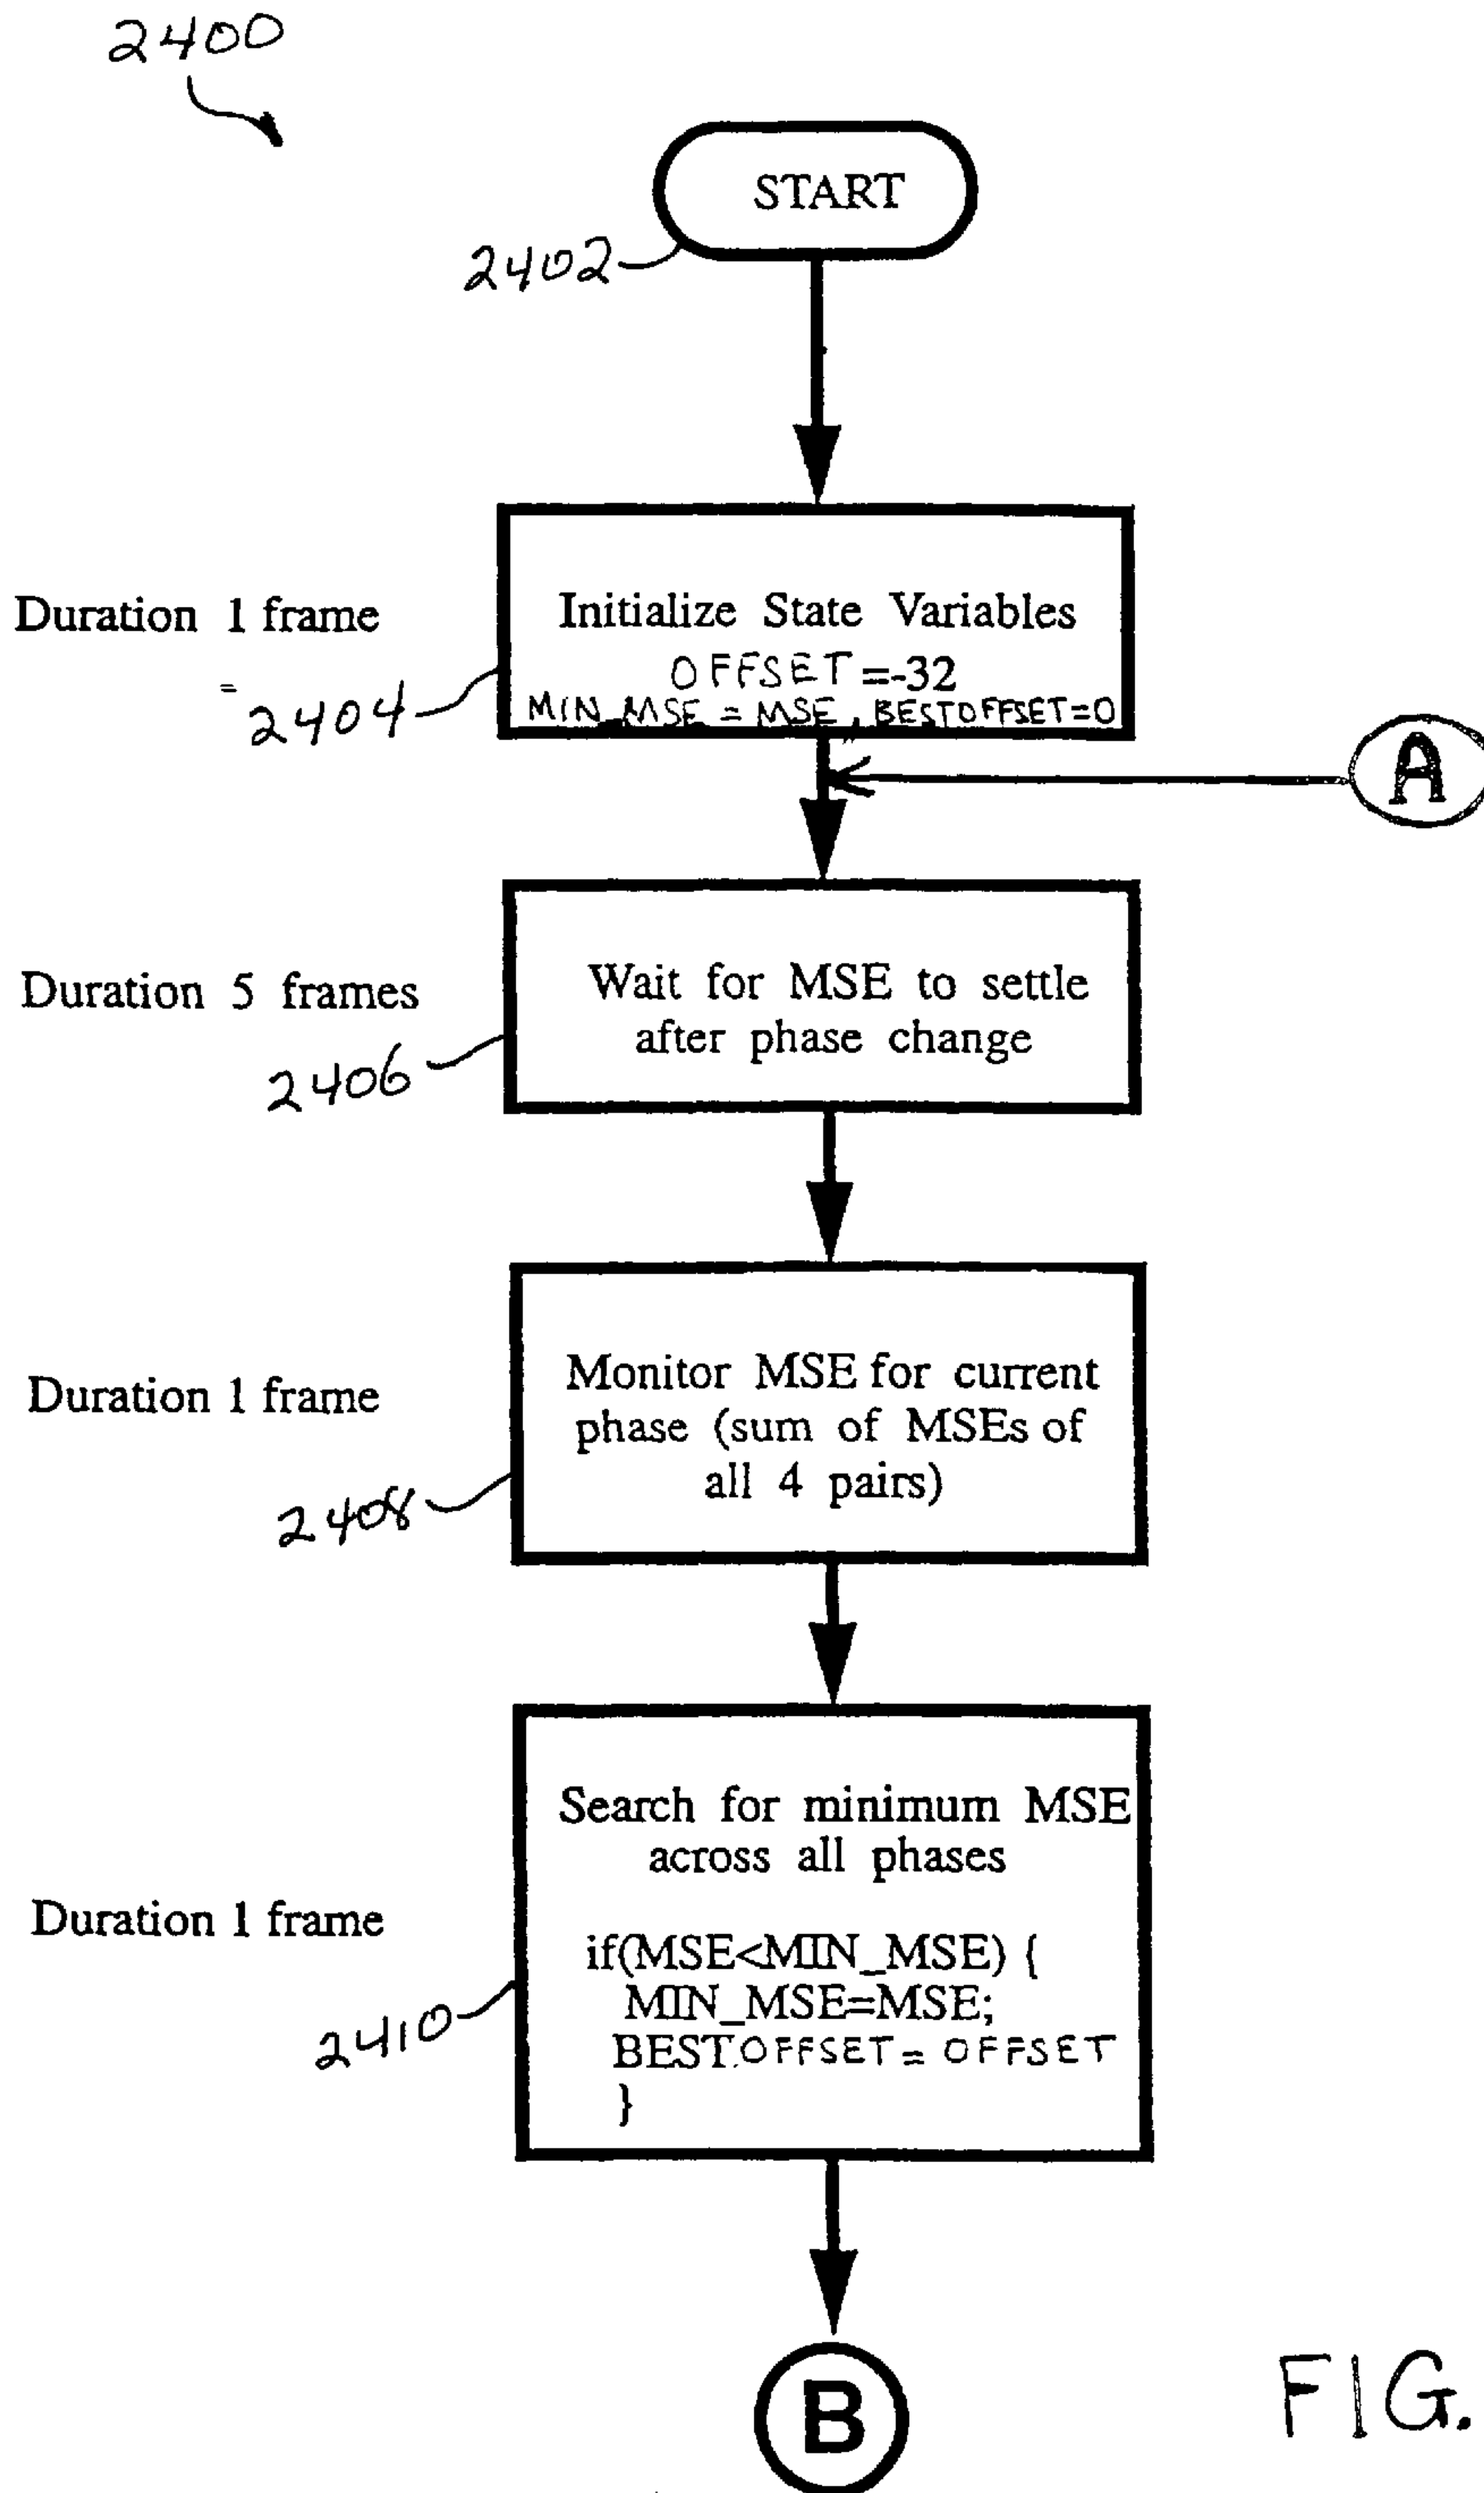 2400
START
2402
Duration 1 frame
Initialize State Variables
OFFSET =-32
MIN_MSE = MSE, BESTOFFSET=0
2404
A
Duration 5 frames
Wait for MSE to settle
after phase change
2406
Duration 1 frame
Monitor MSE for current
phase (sum of MSEs of
all 4 pairs)
2408
Search for minimum MSE
across all phases
Duration 1 frame
if(MSE<MIN_MSE) {
MIN_MSE=MSE;
BEST.OFFSET = OFFSET
}
2410
B
FIG.